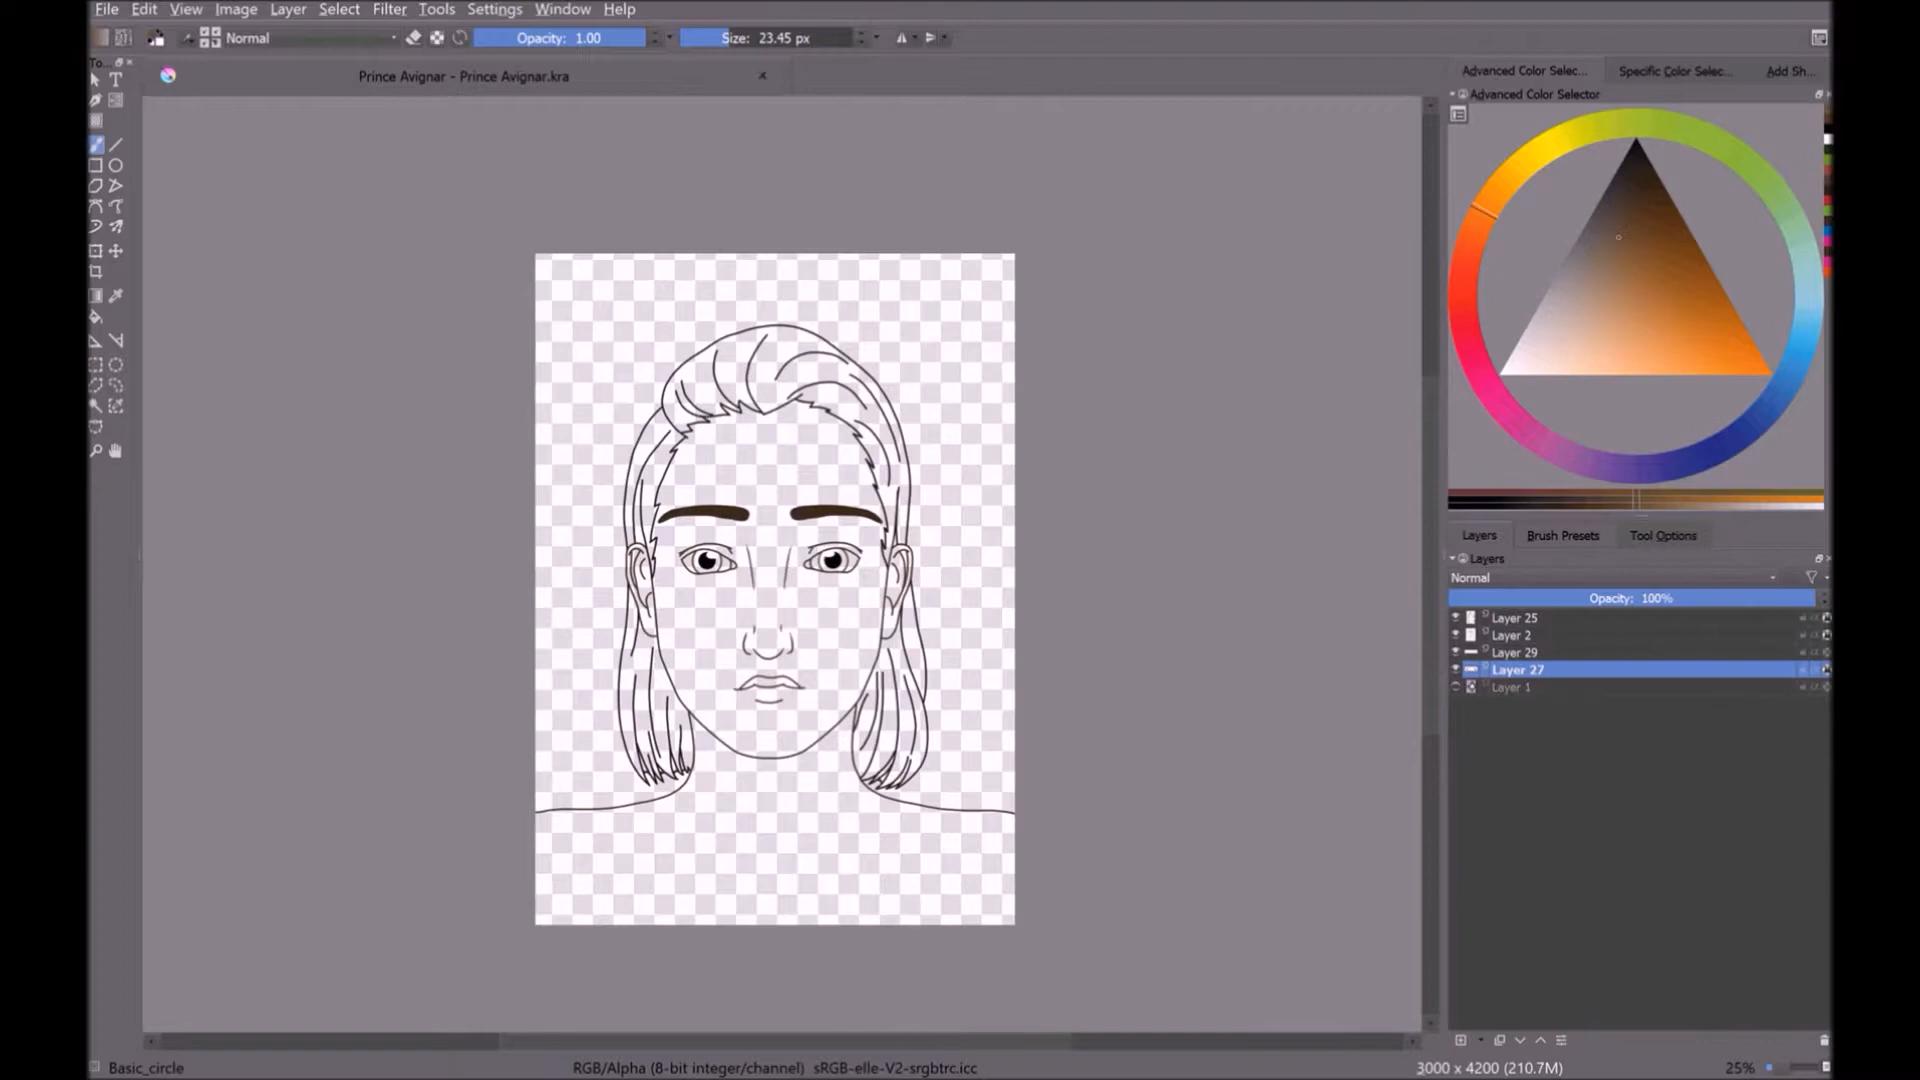 File Edit View Image Layer Select Filter Tools Settings Window Help
Normal Opacity: 1.00 Size: 23.45 px
To...
T
Prince Avignar - Prince Avignar.kra
Advanced Color Selec... Specific Color Selec... Add Sh...
Advanced Color Selector
Layers Brush Presets Tool Options
Layers
Normal
Opacity: 100%
Layer 25
Layer 2
Layer 29
Layer 27
Layer 1
Basic_circle RGB/Alpha (8-bit integer/channel) sRGB-elle-V2-srgbtrc.icc 3000 x 4200 (210.7M) 25%